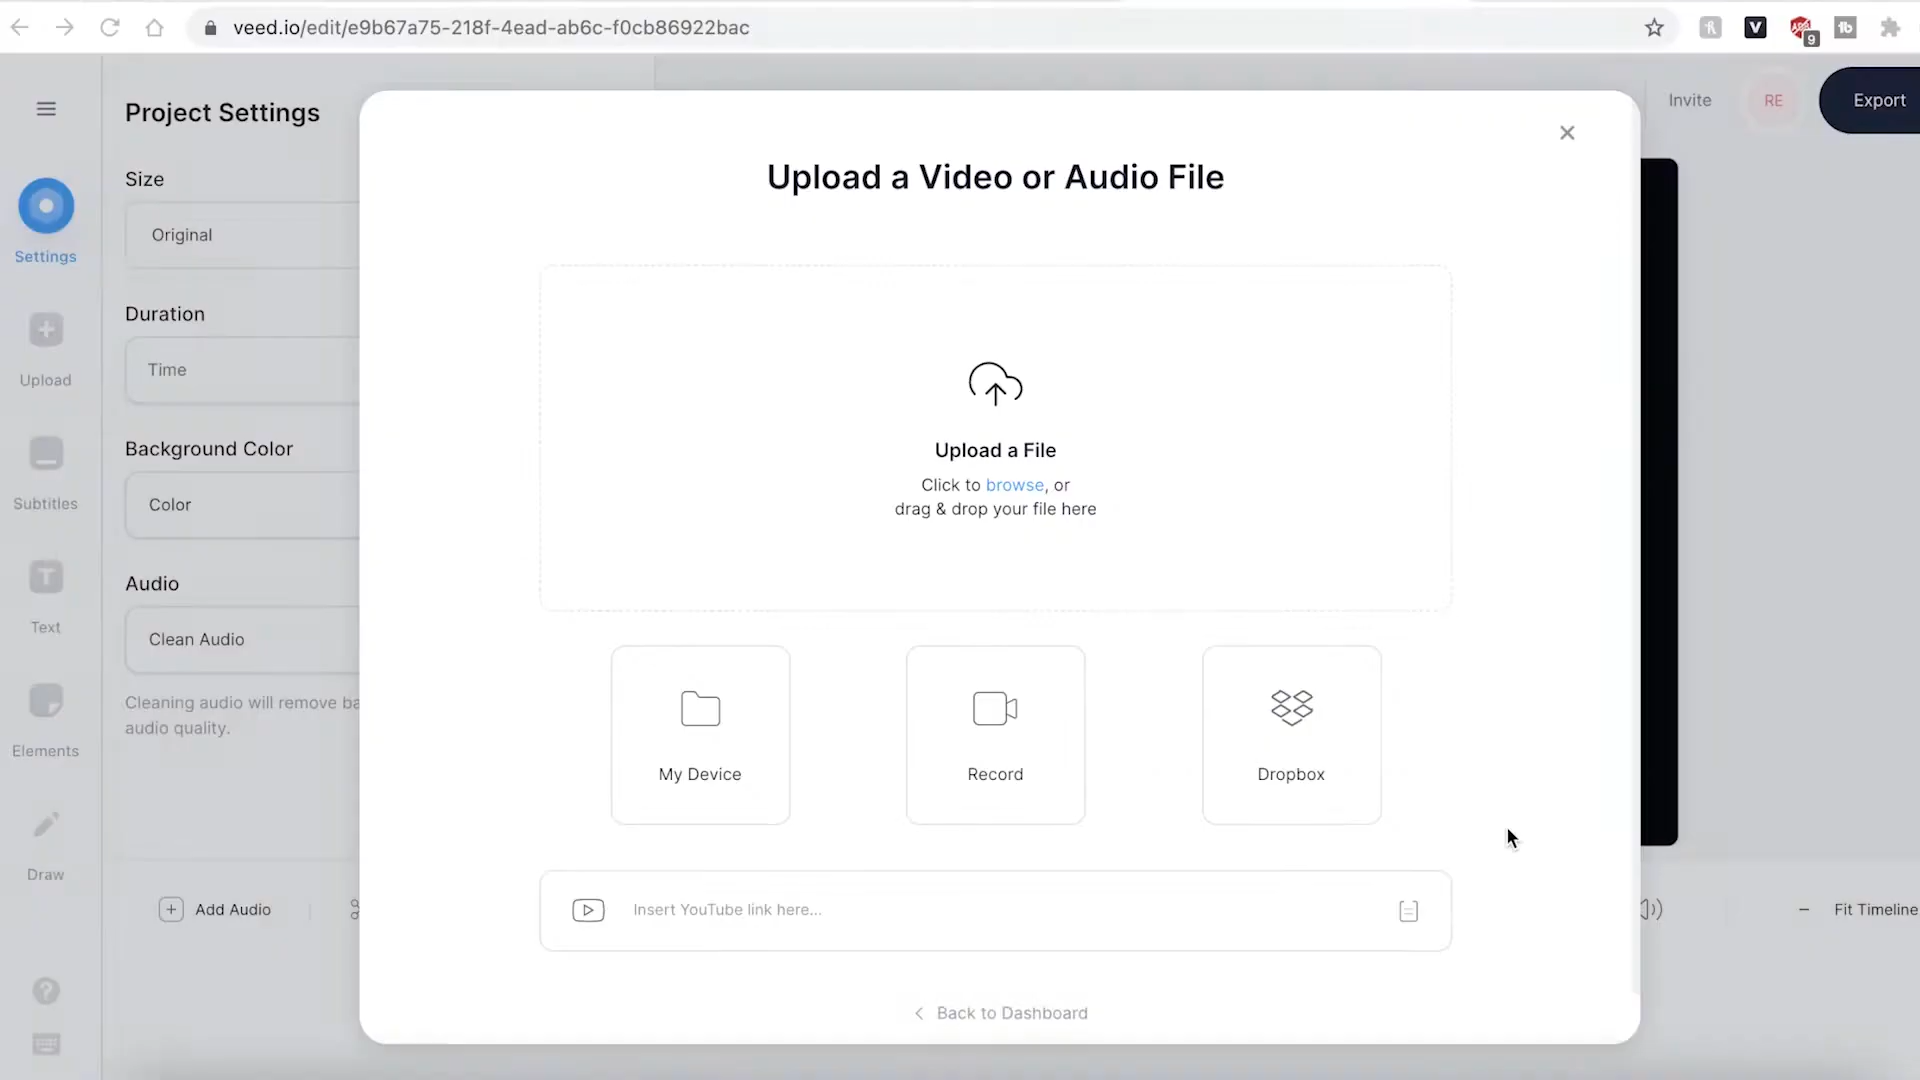 veed.io/edit/e9b67a75-218f-4ead-ab6c-f0cb86922bac
9
Project Settings
Invite
RE
Export
Upload a Video or Audio File
Size
Original
Settings
Duration
Time
Upload
Upload a File
Background Color
Click to browse, or
drag & drop your file here
Color
Subtitles
Audio
Text
Clean Audio
Cleaning audio will remove ba
audio quality.
Elements
My Device
Record
Dropbox
Draw
Add Audio
Insert YouTube link here...
Fit Timeline
Back to Dashboard